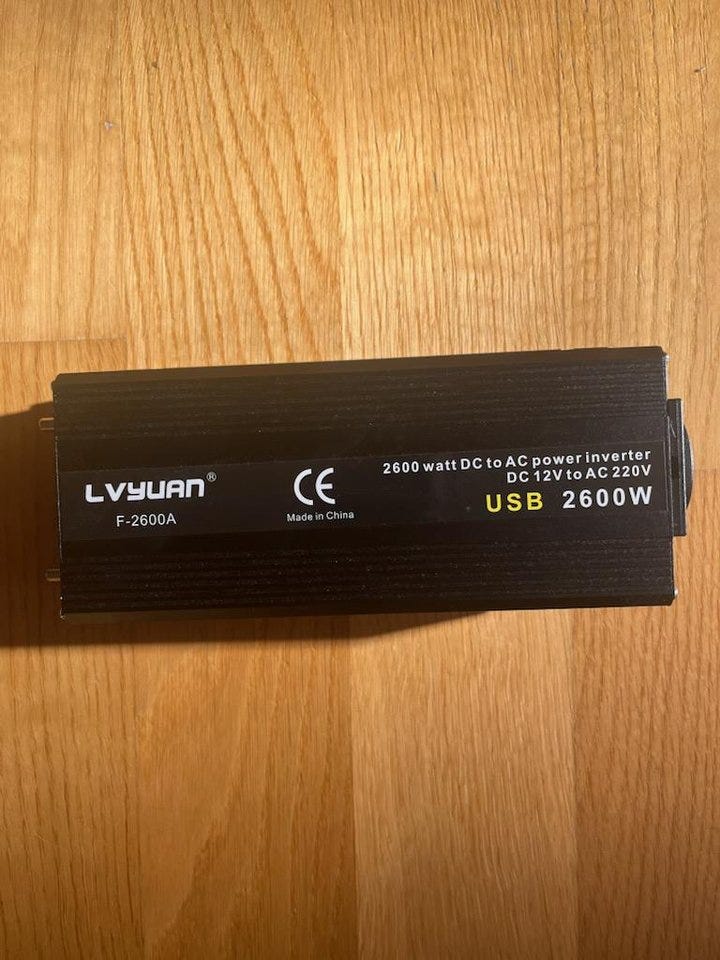 LVYUAN®
F-2600A
CE
Made in China
2600 watt DC to AC power inverter
DC 12V to AC 220V
USB 2600W